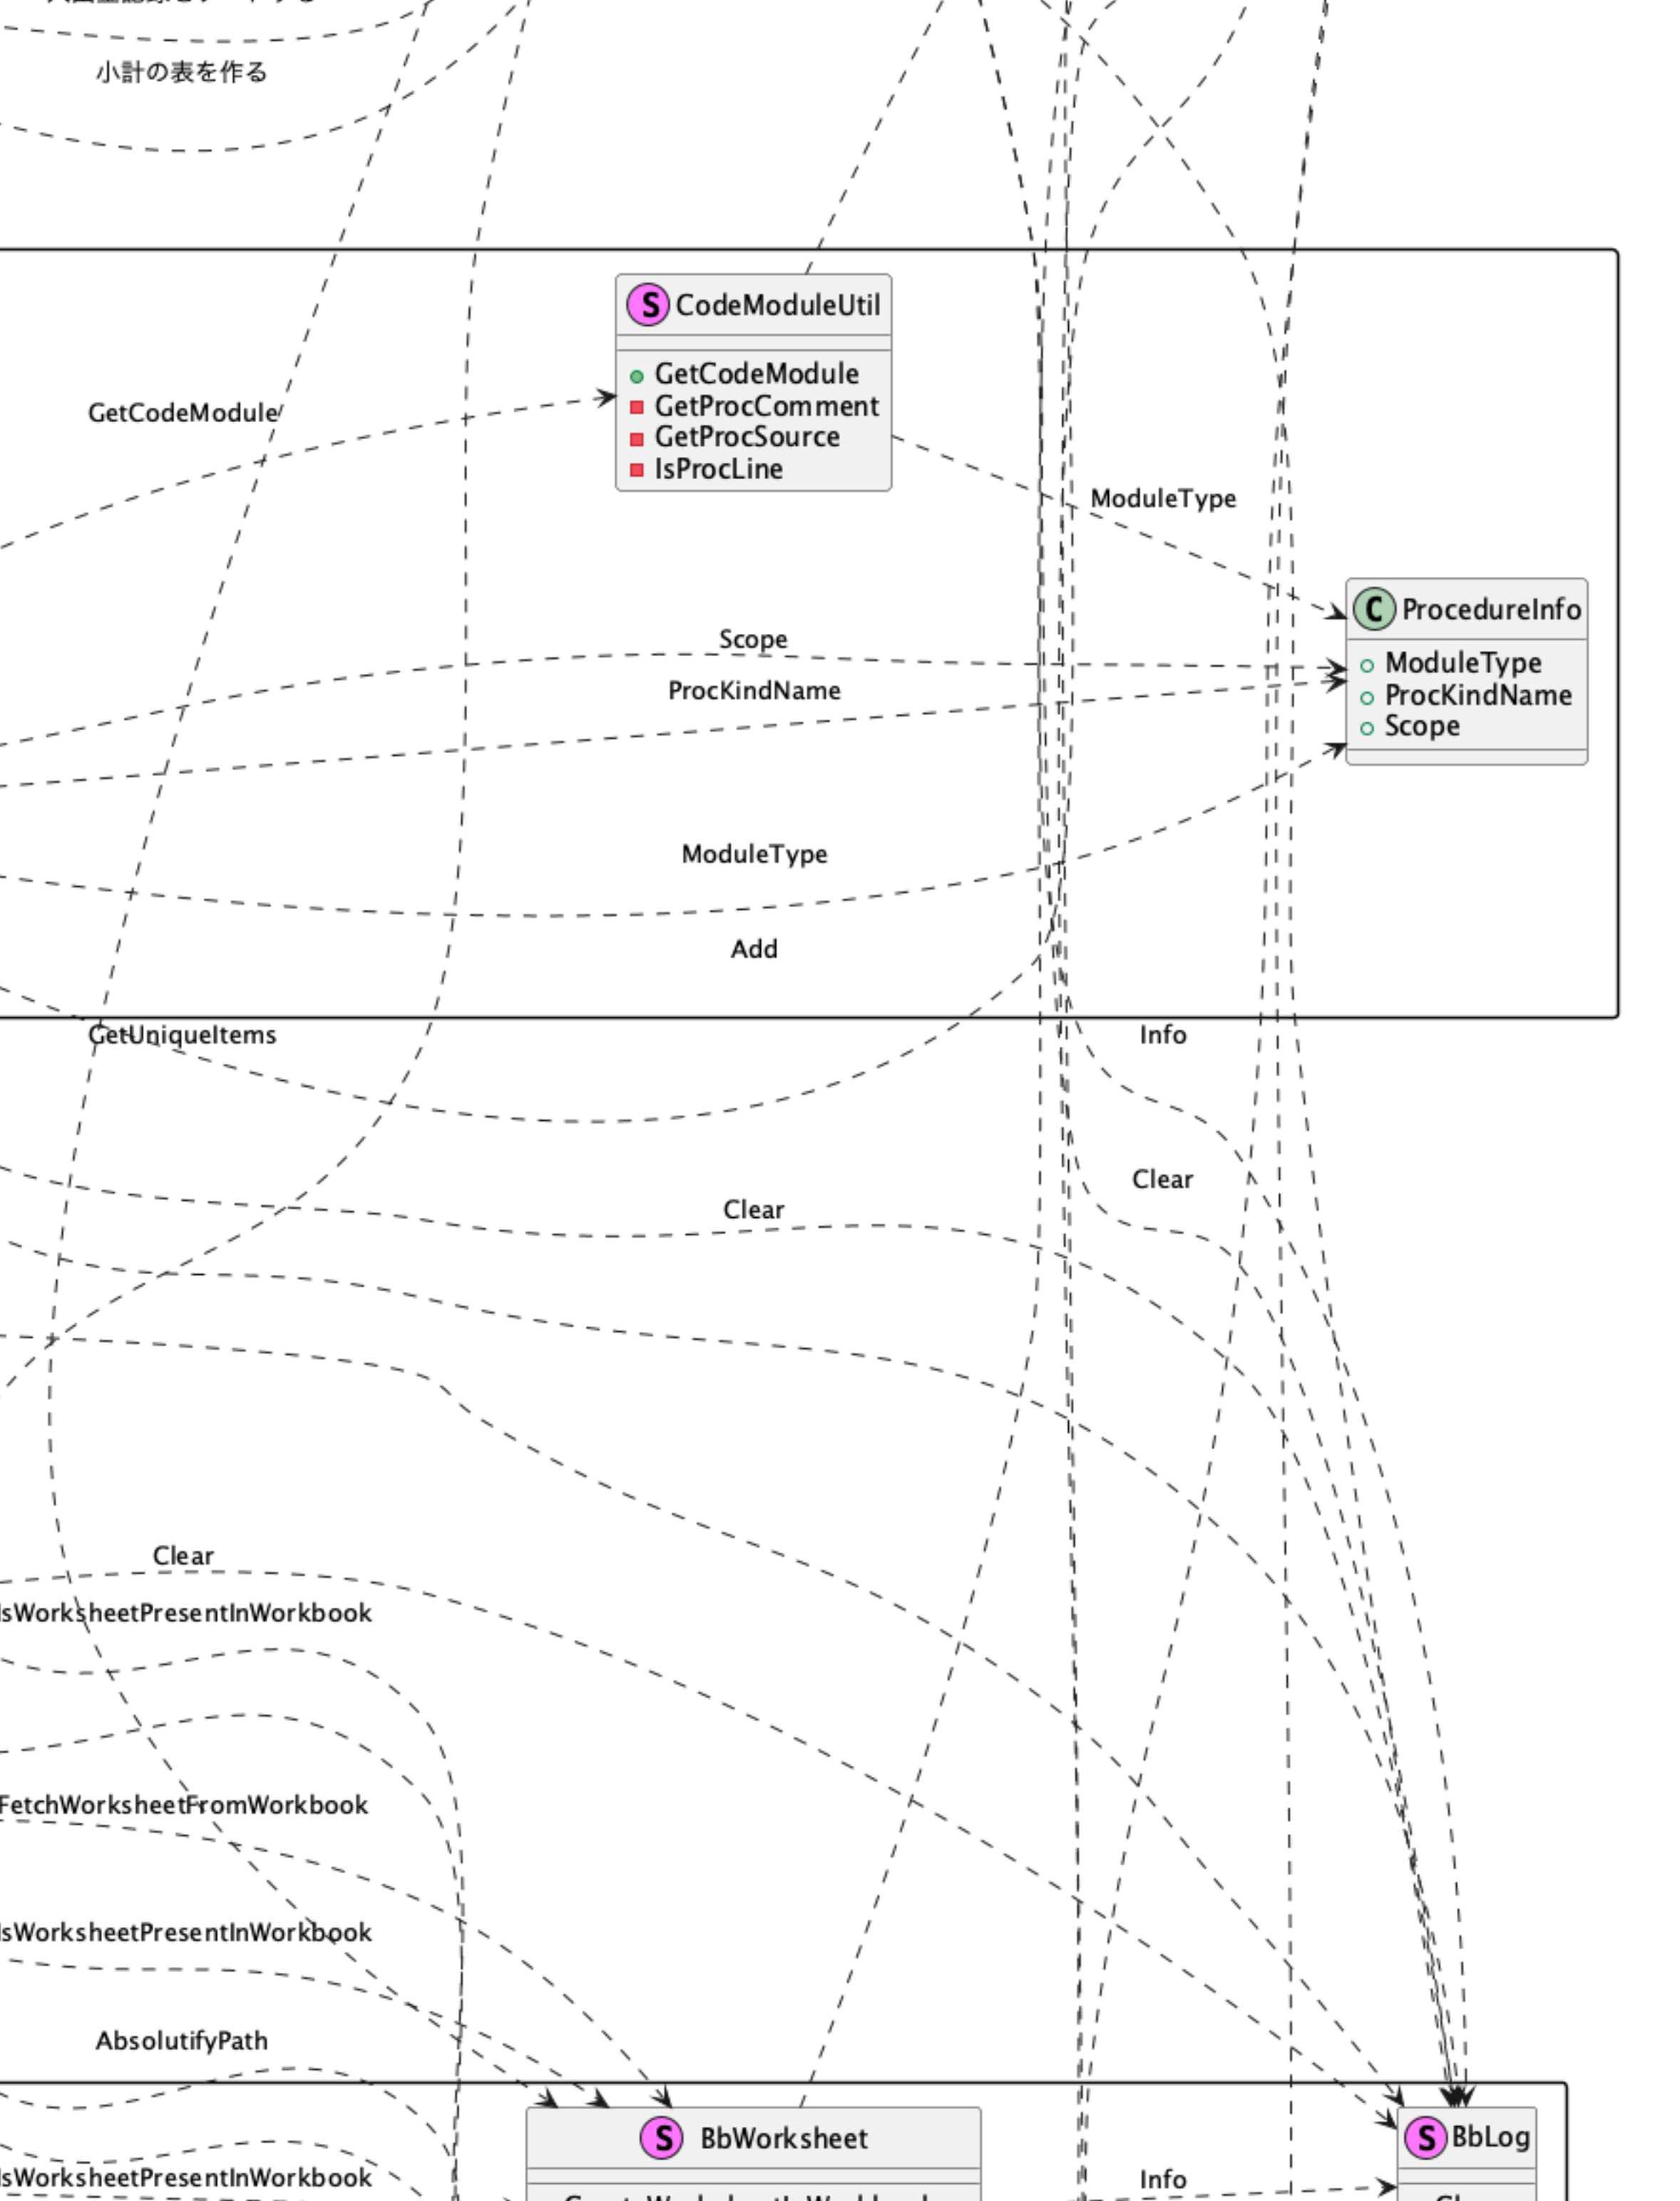 小計の表を作る
S CodeModuleUtil
GetCodeModule
GetCodeModule
GetProcComment
GetProcSource
IsProcLine
ModuleType
C ProcedureInfo
Scope
ModuleType
ProcKindName
ProcKindName
Scope
ModuleType
Add
GetUniqueItems
Info
Clear
Clear
Clear
IsWorksheetPresentInWorkbook
FetchWorksheetFromWorkbook
IsWorksheetPresentInWorkbook
AbsolutifyPath
S BbWorksheet
S BbLog
IsWorksheetPresentInWorkbook
Info